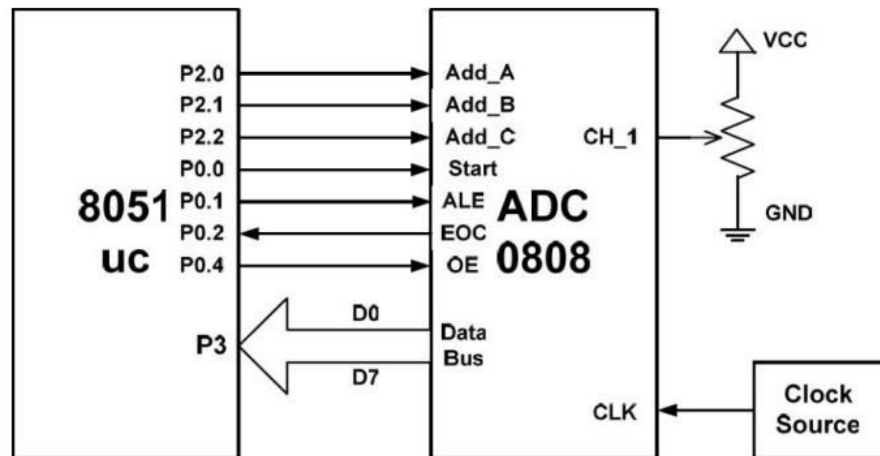 P2.0
P2.1
P2.2
P0.0
P0.1
P0.2
P0.4
8051
uc
P3
D0
D7
Add_A
Add_B
Add_C
Start
ALE
EOC
OE
Data
Bus
ADC
0808
CH_1
CLK
VCC
GND
Clock
Source